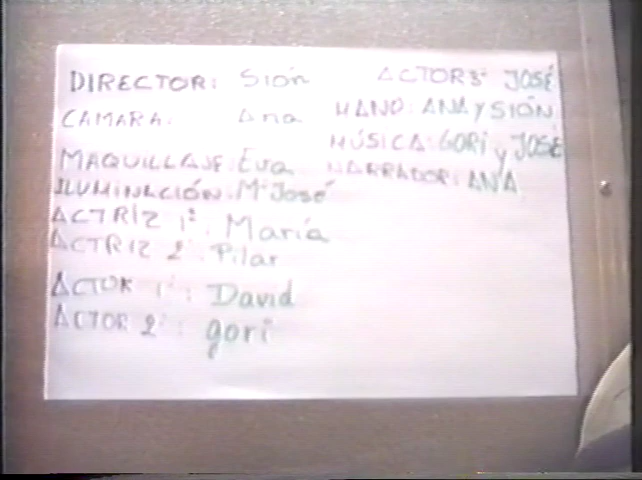 DIRECTOR: Sión
CAMARA: Ana
MAQUILLAJE: Eva
ILUMINACIÓN: Mª José
ACTRIZ 1ª: María
ACTRIZ 2ª: Pilar
ACTOR 1º: David
ACTOR 2º: gori
ACTOR 3º JOSÉ
MANO: ANA y SIÓN
MÚSICA: GORI y JOSÉ
NARRADOR: ANA